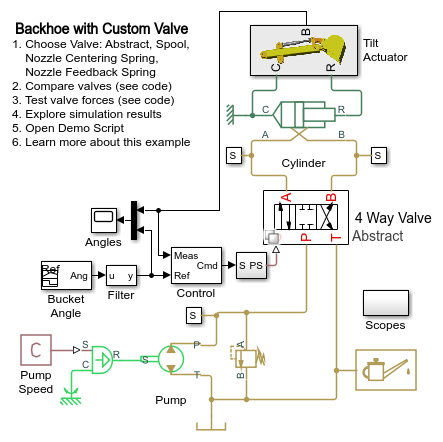 Backhoe with Custom Valve
1. Choose Valve: Abstract, Spool,
Nozzle Centering Spring,
Nozzle Feedback Spring
2. Compare valves (see code)
3. Test valve forces (see code)
4. Explore simulation results
5. Open Demo Script
6. Learn more about this example
B
C
R
Tilt
Actuator
C
R
A
B
S
S
Cylinder
A
B
P
T
4 Way Valve
Abstract
Angles
Meas
Ref
Cmd
Control
S PS
Ref
Ang
Bucket
Angle
u y
Filter
S
Scopes
C
Pump
Speed
S
C
R
S
P
T
Pump
A
B